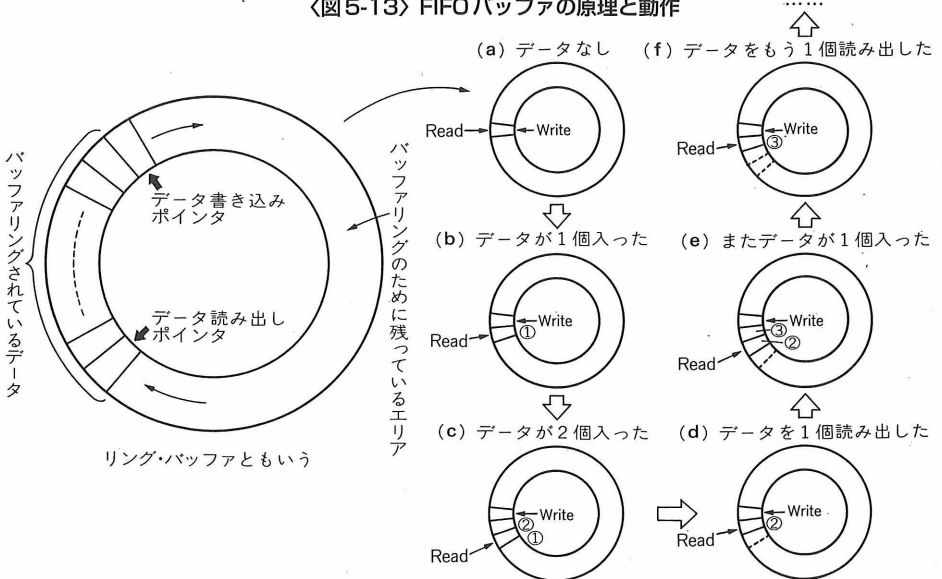 〈図5-13〉FIFOバッファの原理と動作
バッファリングされているデータ
データ書き込み
ポインタ
データ読み出し
ポインタ
バッファリングのために残っているエリア
リング・バッファともいう
(a) データなし
Read
Write
(b) データが1個入った
Read
Write
①
(c) データが2個入った
Read
Write
②
①
(d) データを1個読み出した
Read
Write
②
(e) またデータが1個入った
Read
Write
③
②
(f) データをもう1個読み出した
Read
Write
③
……